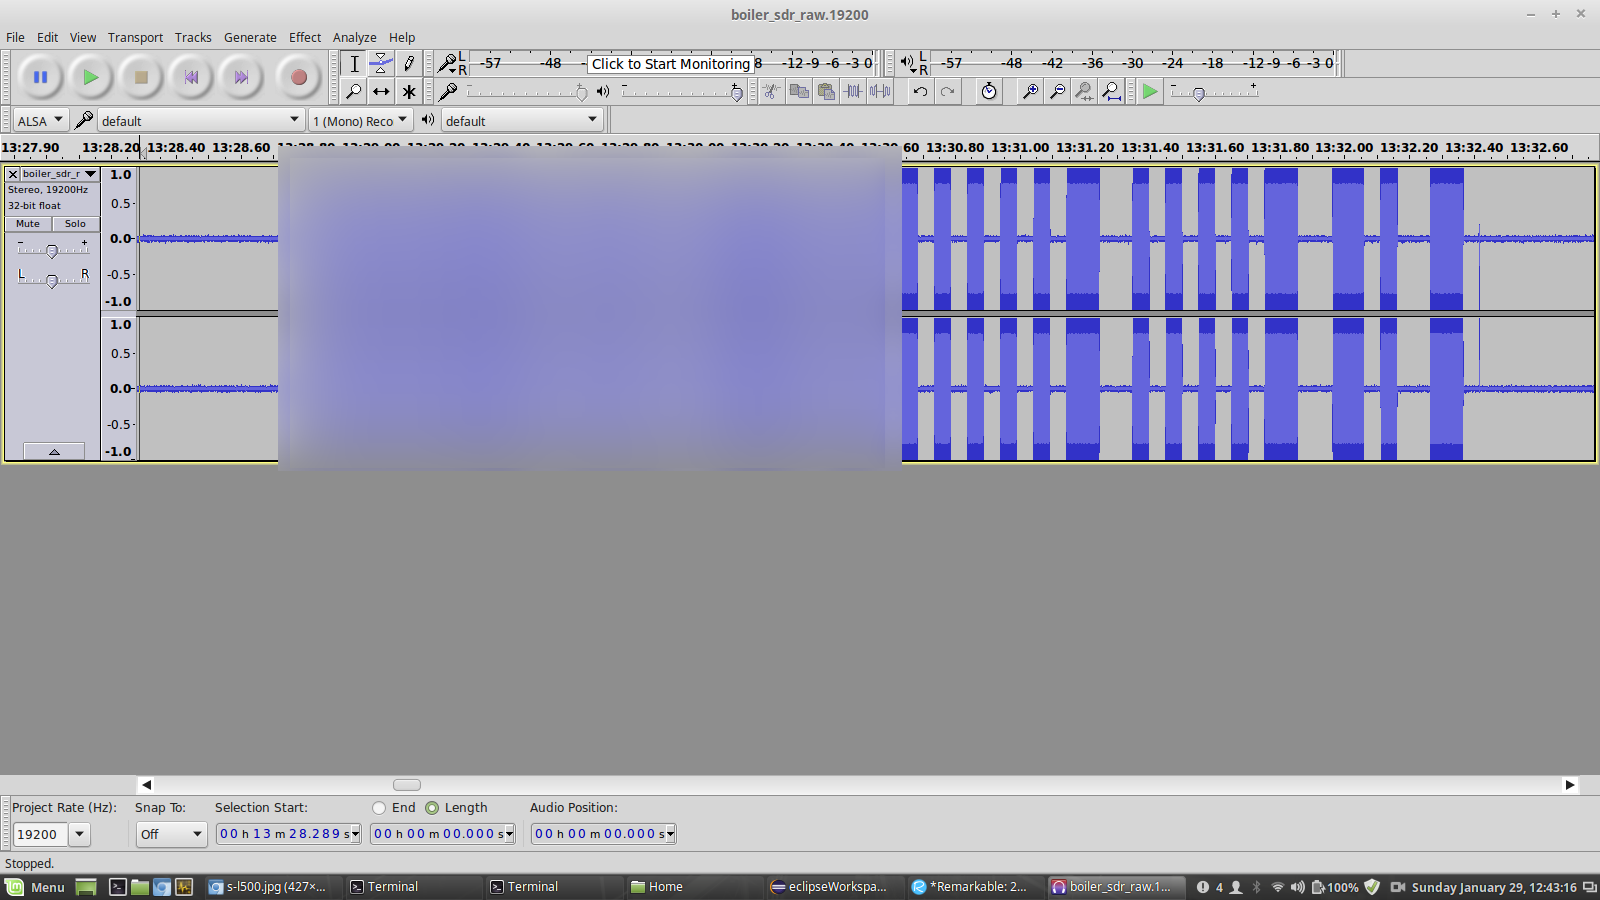 boiler_sdr_raw.19200
File Edit View Transport Tracks Generate Effect Analyze Help
L -57 -48 Click to Start Monitoring 8 -12 -9 -6 -3 0 L -57 -48 -42 -36 -30 -24 -18 -12 -9 -6 -3 0
R R
ALSA default 1 (Mono) Reco default
13:27.90 13:28.20 13:28.40 13:28.60 60 13:30.80 13:31.00 13:31.20 13:31.40 13:31.60 13:31.80 13:32.00 13:32.20 13:32.40 13:32.60
boiler_sdr_r 1.0
Stereo, 19200Hz
32-bit float 0.5
Mute Solo
- + 0.0
L R -0.5
-1.0
1.0
0.5
0.0
-0.5
-1.0
Project Rate (Hz): Snap To: Selection Start: End Length Audio Position:
19200 Off 00 h 13 m 28.289 s 00 h 00 m 00.000 s 00 h 00 m 00.000 s
Stopped.
Menu s-l500.jpg (427×... Terminal Terminal Home eclipseWorkspa... *Remarkable: 2... boiler_sdr_raw.1... 4 100% Sunday January 29, 12:43:16